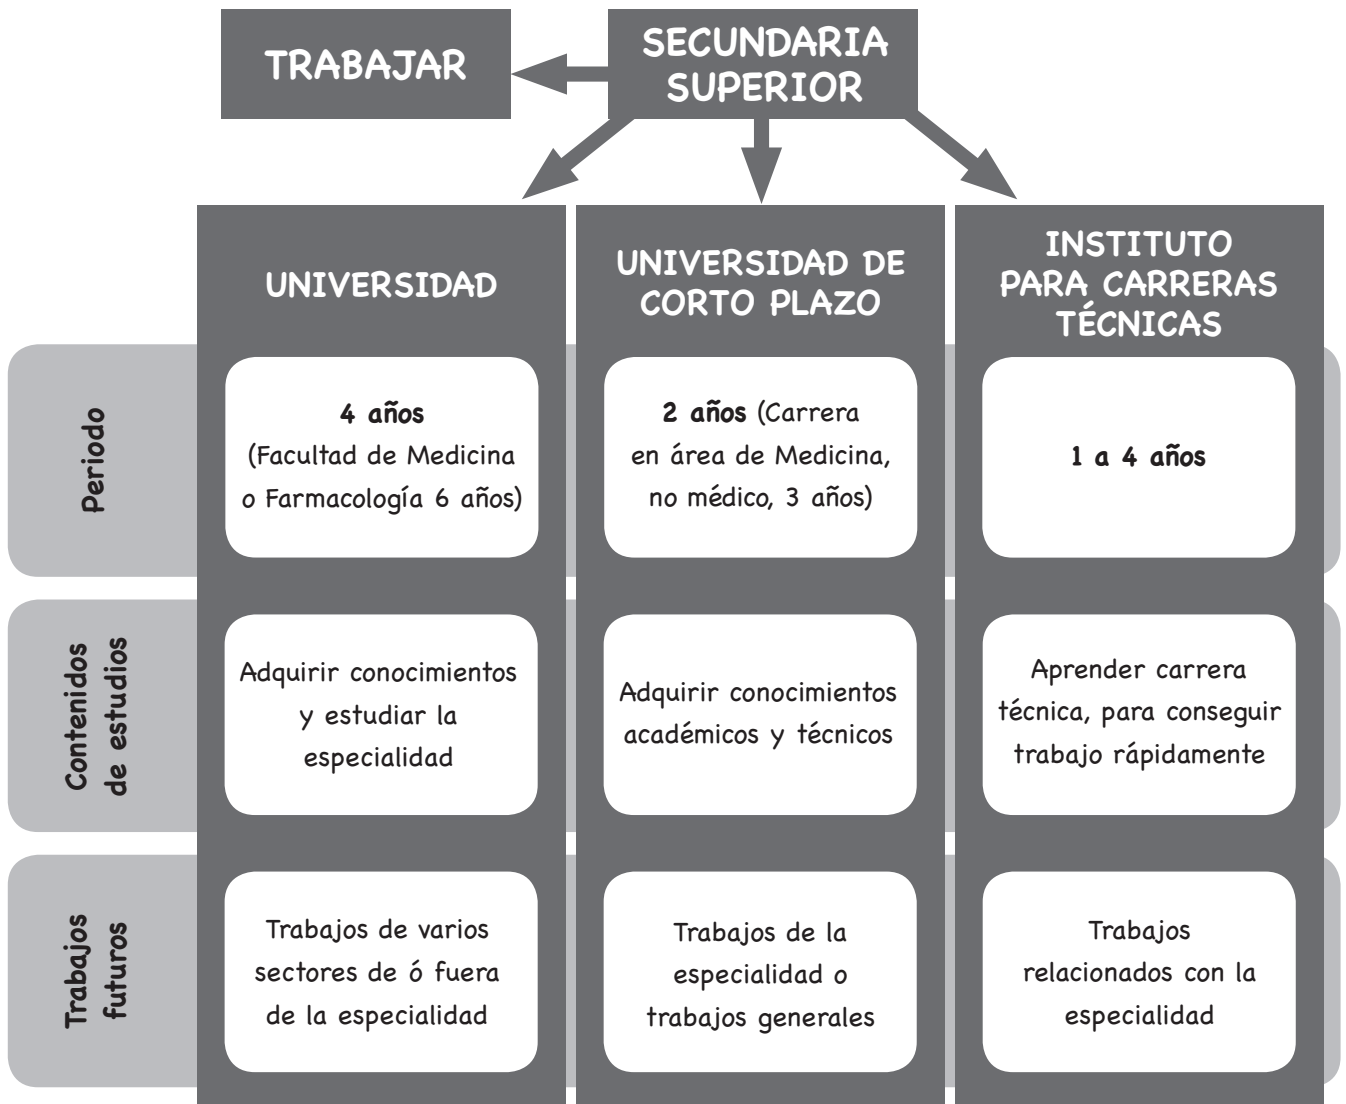 TRABAJAR
SECUNDARIA
SUPERIOR
UNIVERSIDAD
UNIVERSIDAD DE
CORTO PLAZO
INSTITUTO
PARA CARRERAS
TÉCNICAS
Periodo
4 años
(Facultad de Medicina
o Farmacología 6 años)
2 años (Carrera
en área de Medicina,
no médico, 3 años)
1 a 4 años
Contenidos
de estudios
Adquirir conocimientos
y estudiar la
especialidad
Adquirir conocimientos
académicos y técnicos
Aprender carrera
técnica, para conseguir
trabajo rápidamente
Trabajos
futuros
Trabajos de varios
sectores de ó fuera
de la especialidad
Trabajos de la
especialidad o
trabajos generales
Trabajos
relacionados con la
especialidad